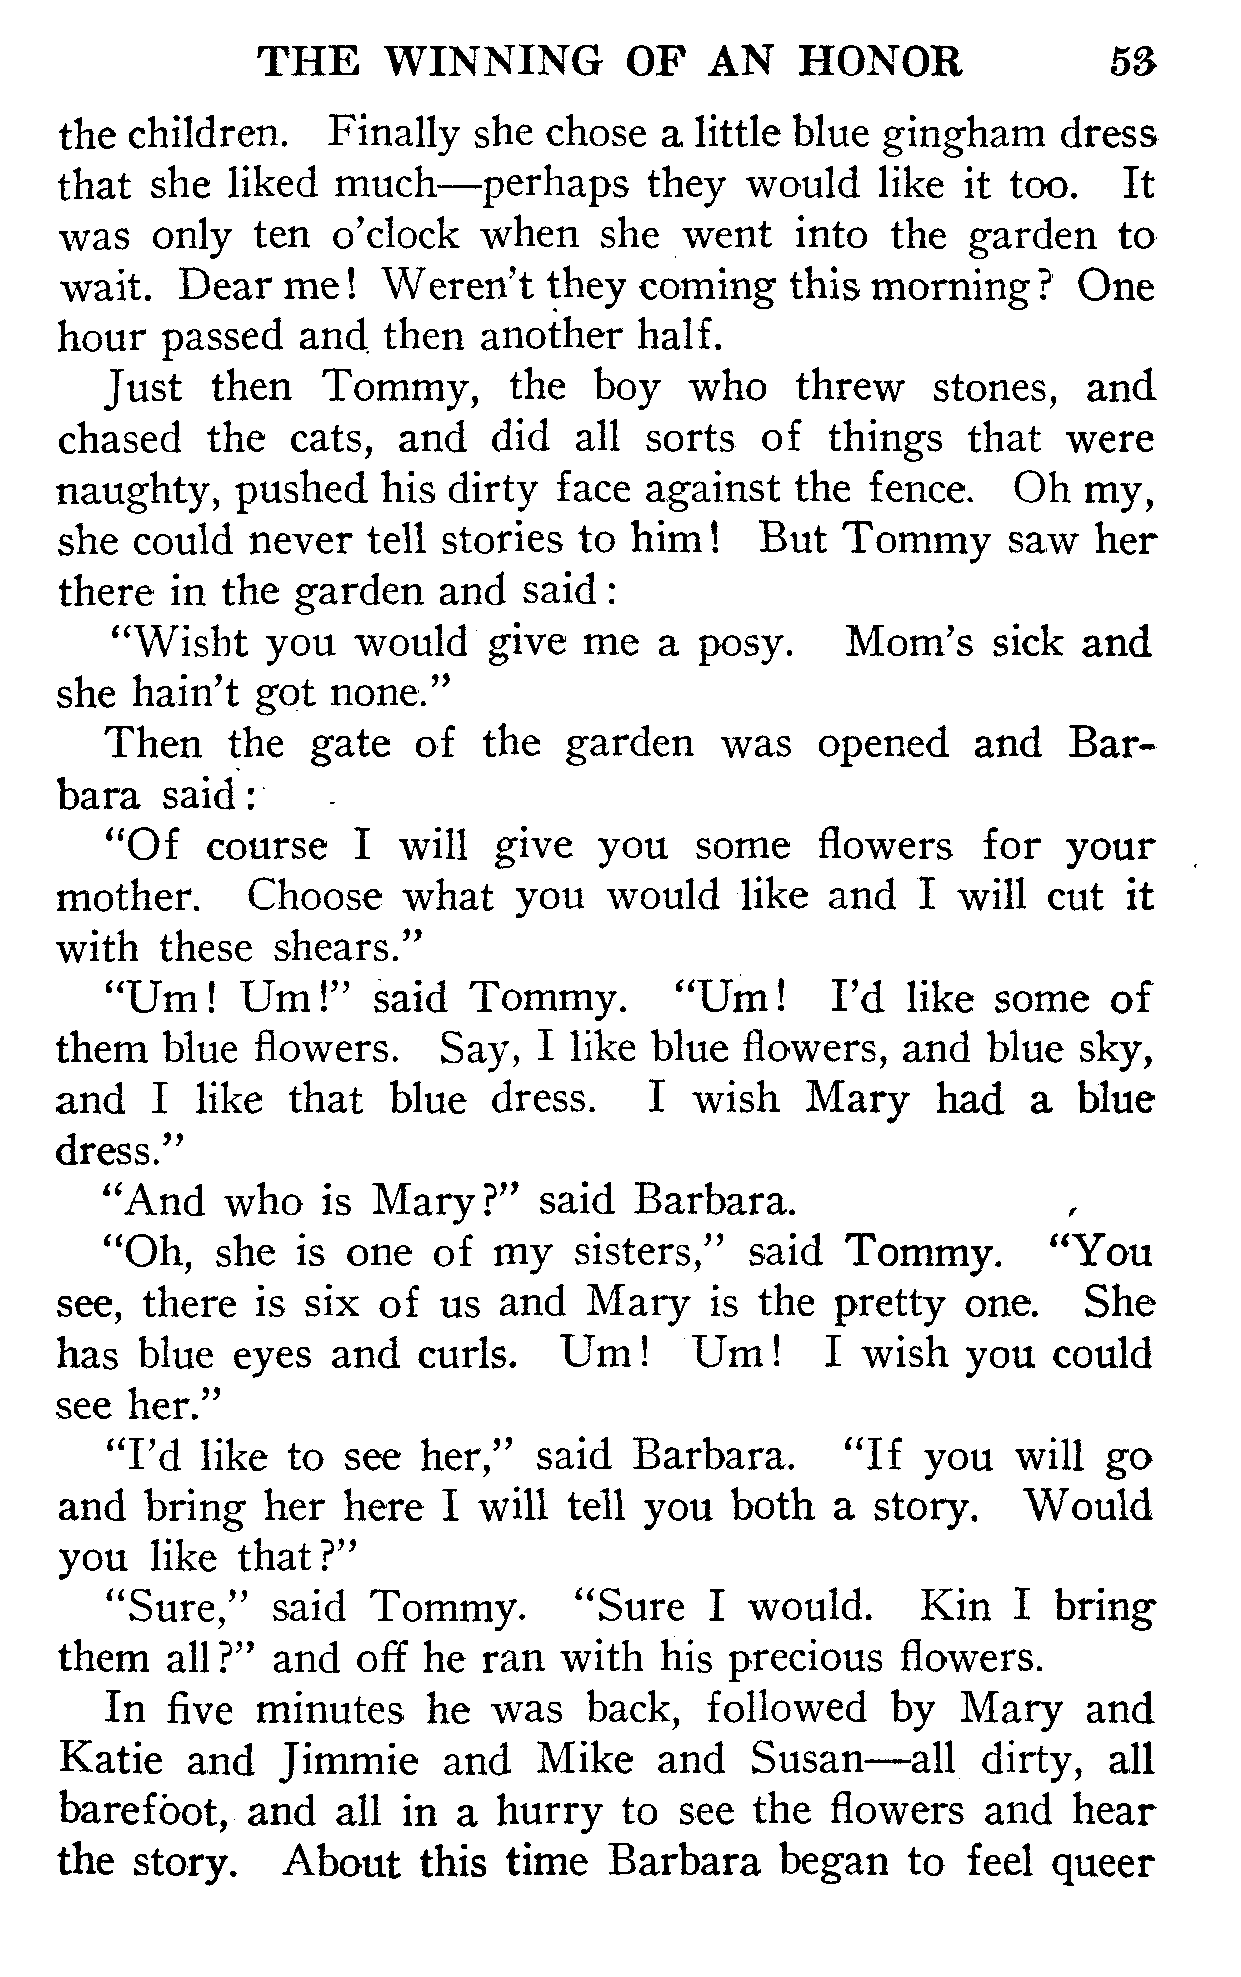 THE WINNING OF AN HONOR 53
the children. Finally she chose a little blue gingham dress
that she liked much—perhaps they would like it too. It
was only ten o'clock when she went into the garden to
wait. Dear me! Weren't they coming this morning? One
hour passed and then another half.
Just then Tommy, the boy who threw stones, and
chased the cats, and did all sorts of things that were
naughty, pushed his dirty face against the fence. Oh my,
she could never tell stories to him! But Tommy saw her
there in the garden and said:
"Wisht you would give me a posy. Mom's sick and
she hain't got none."
Then the gate of the garden was opened and Bar-
bara said:
"Of course I will give you some flowers for your
mother. Choose what you would like and I will cut it
with these shears."
"Um! Um!" said Tommy. "Um! I'd like some of
them blue flowers. Say, I like blue flowers, and blue sky,
and I like that blue dress. I wish Mary had a blue
dress."
"And who is Mary?" said Barbara.
"Oh, she is one of my sisters," said Tommy. "You
see, there is six of us and Mary is the pretty one. She
has blue eyes and curls. Um! Um! I wish you could
see her."
"I'd like to see her," said Barbara. "If you will go
and bring her here I will tell you both a story. Would
you like that?"
"Sure," said Tommy. "Sure I would. Kin I bring
them all?" and off he ran with his precious flowers.
In five minutes he was back, followed by Mary and
Katie and Jimmie and Mike and Susan—all dirty, all
barefoot, and all in a hurry to see the flowers and hear
the story. About this time Barbara began to feel queer